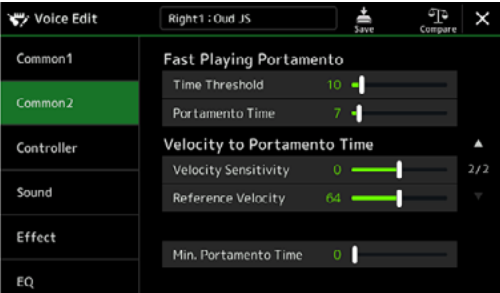 Voice Edit
Right1 : Oud JS
Save
Compare
Common1
Common2
Controller
Sound
Effect
EQ
Fast Playing Portamento
Time Threshold 10
Portamento Time 7
Velocity to Portamento Time
Velocity Sensitivity 0
2/2
Reference Velocity 64
Min. Portamento Time 0